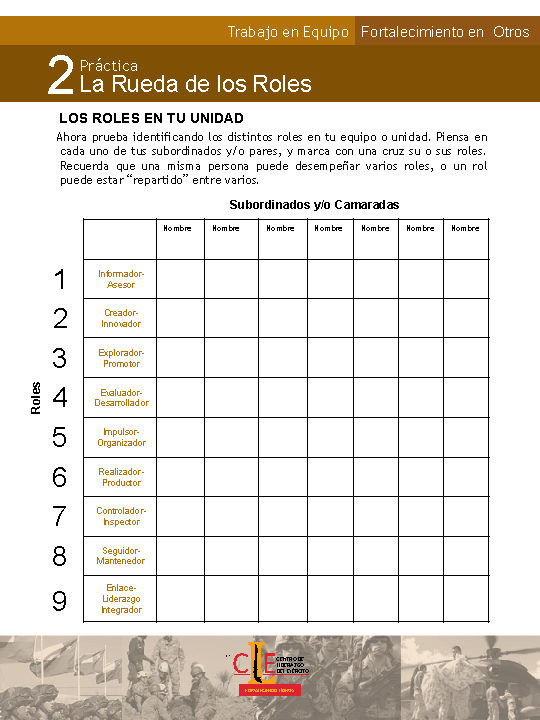 Trabajo en Equipo Fortalecimiento en Otros
2 Práctica
La Rueda de los Roles
LOS ROLES EN TU UNIDAD
Ahora prueba identificando los distintos roles en tu equipo o unidad. Piensa en
cada uno de tus subordinados y/o pares, y marca con una cruz su o sus roles.
Recuerda que una misma persona puede desempeñar varios roles, o un rol
puede estar “repartido” entre varios.
Subordinados y/o Camaradas
Nombre Nombre Nombre Nombre Nombre Nombre Nombre
Roles
1 Informador-
Asesor
2 Creador-
Innovador
3 Explorador-
Promotor
4 Evaluador-
Desarrollador
5 Impulsor-
Organizador
6 Realizador-
Productor
7 Controlador-
Inspector
8 Seguidor-
Mantenedor
9 Enlace-
Liderazgo
Integrador
CLE
CENTRO DE
LIDERAZGO
DEL EJÉRCITO